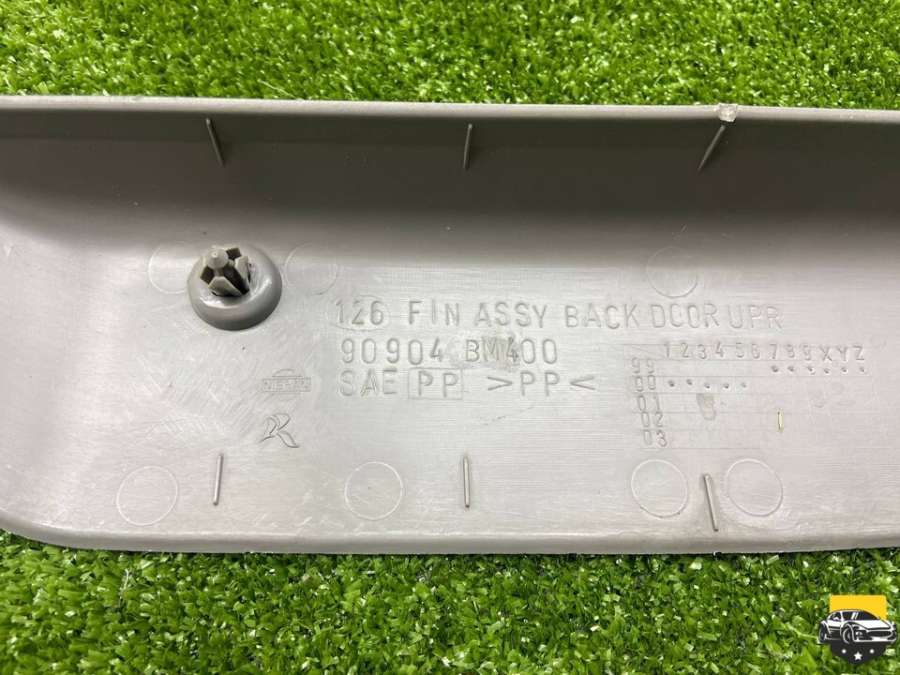 126 FIN ASSY BACK DOOR UPR
90904 BM400
SAE PP >PP<
NISSAN
1 2 3 4 5 6 7 8 9 X Y Z
99
00
01
02
03